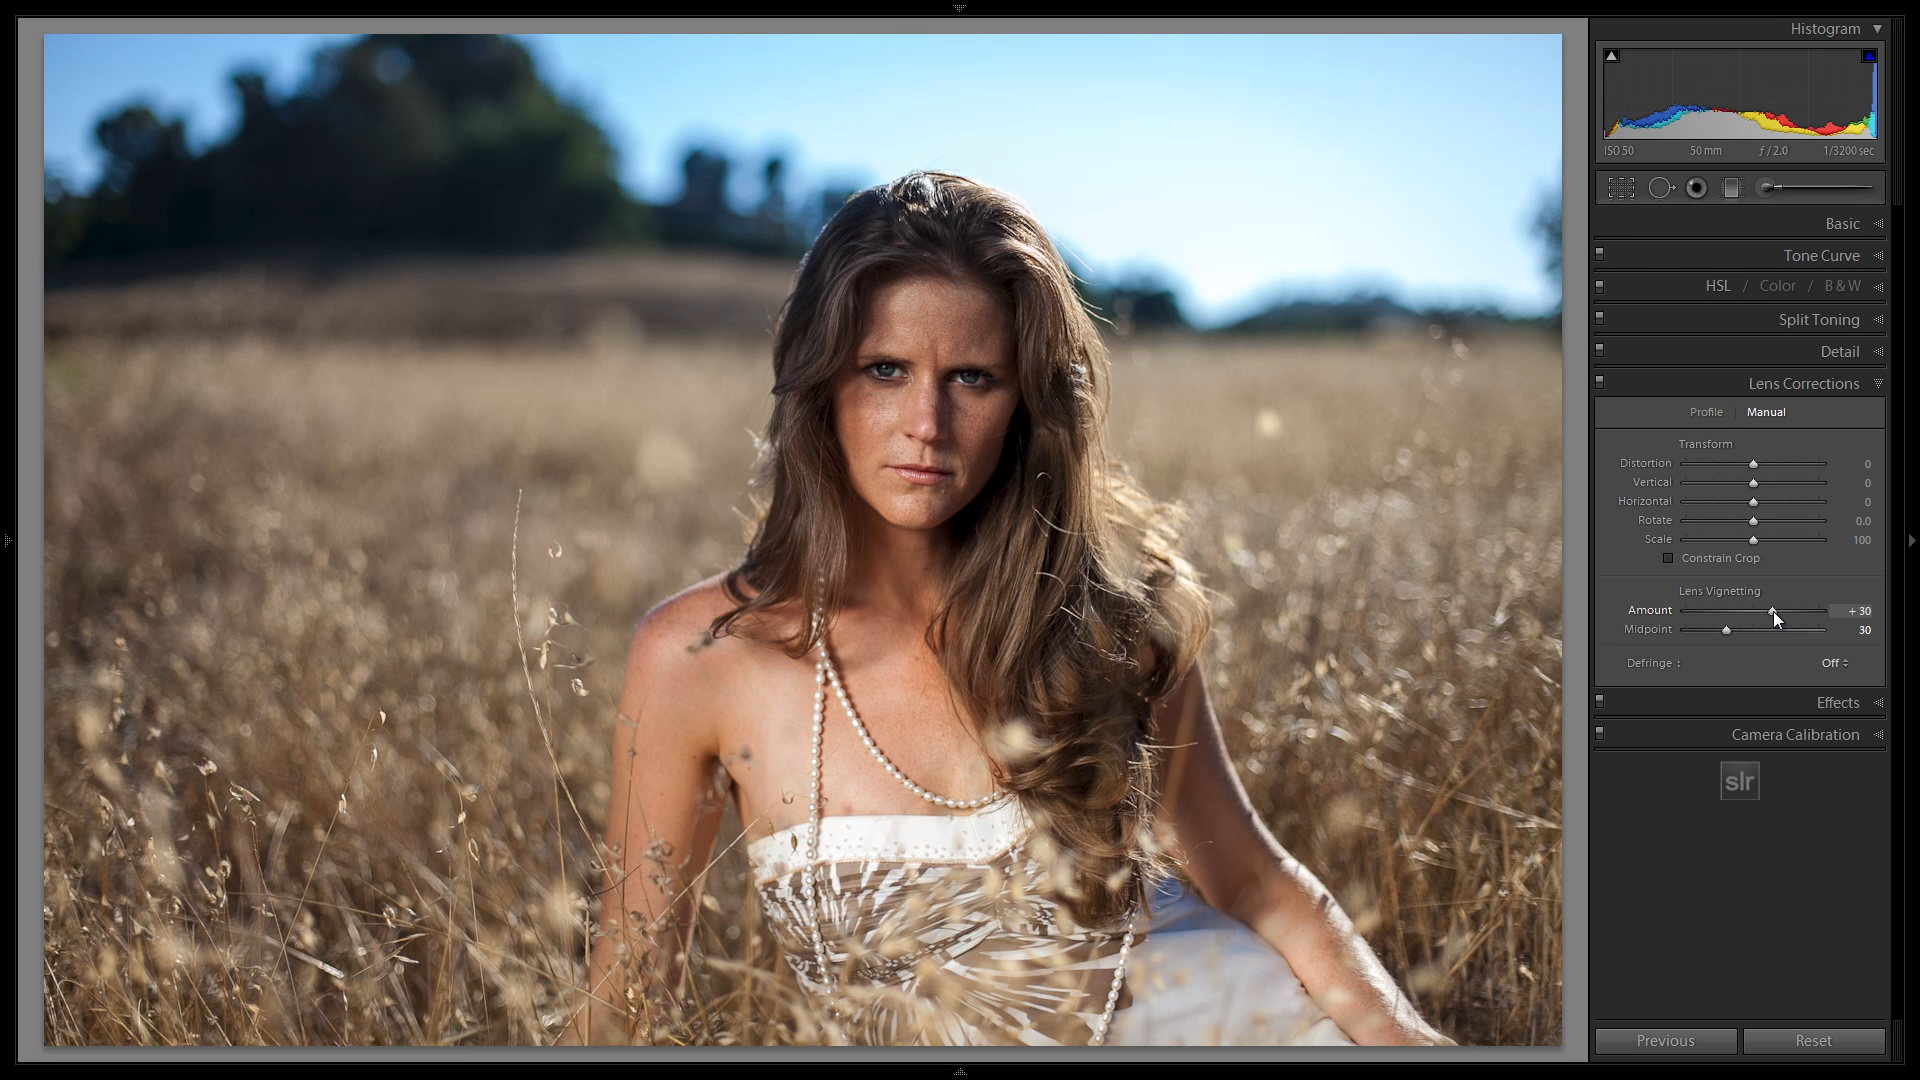 Histogram
ISO 50 50 mm ƒ / 2.0 1/3200 sec
Basic
Tone Curve
HSL / Color / B & W
Split Toning
Detail
Lens Corrections
Profile Manual
Transform
Distortion 0
Vertical 0
Horizontal 0
Rotate 0.0
Scale 100
Constrain Crop
Lens Vignetting
Amount + 30
Midpoint 30
Defringe : Off
Effects
Camera Calibration
slr
Previous Reset